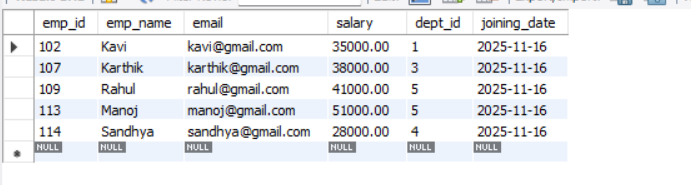 emp_id emp_name email salary dept_id joining_date
102 Kavi kavi@gmail.com 35000.00 1 2025-11-16
107 Karthik karthik@gmail.com 38000.00 3 2025-11-16
109 Rahul rahul@gmail.com 41000.00 5 2025-11-16
113 Manoj manoj@gmail.com 51000.00 5 2025-11-16
114 Sandhya sandhya@gmail.com 28000.00 4 2025-11-16
NULL NULL NULL NULL NULL NULL